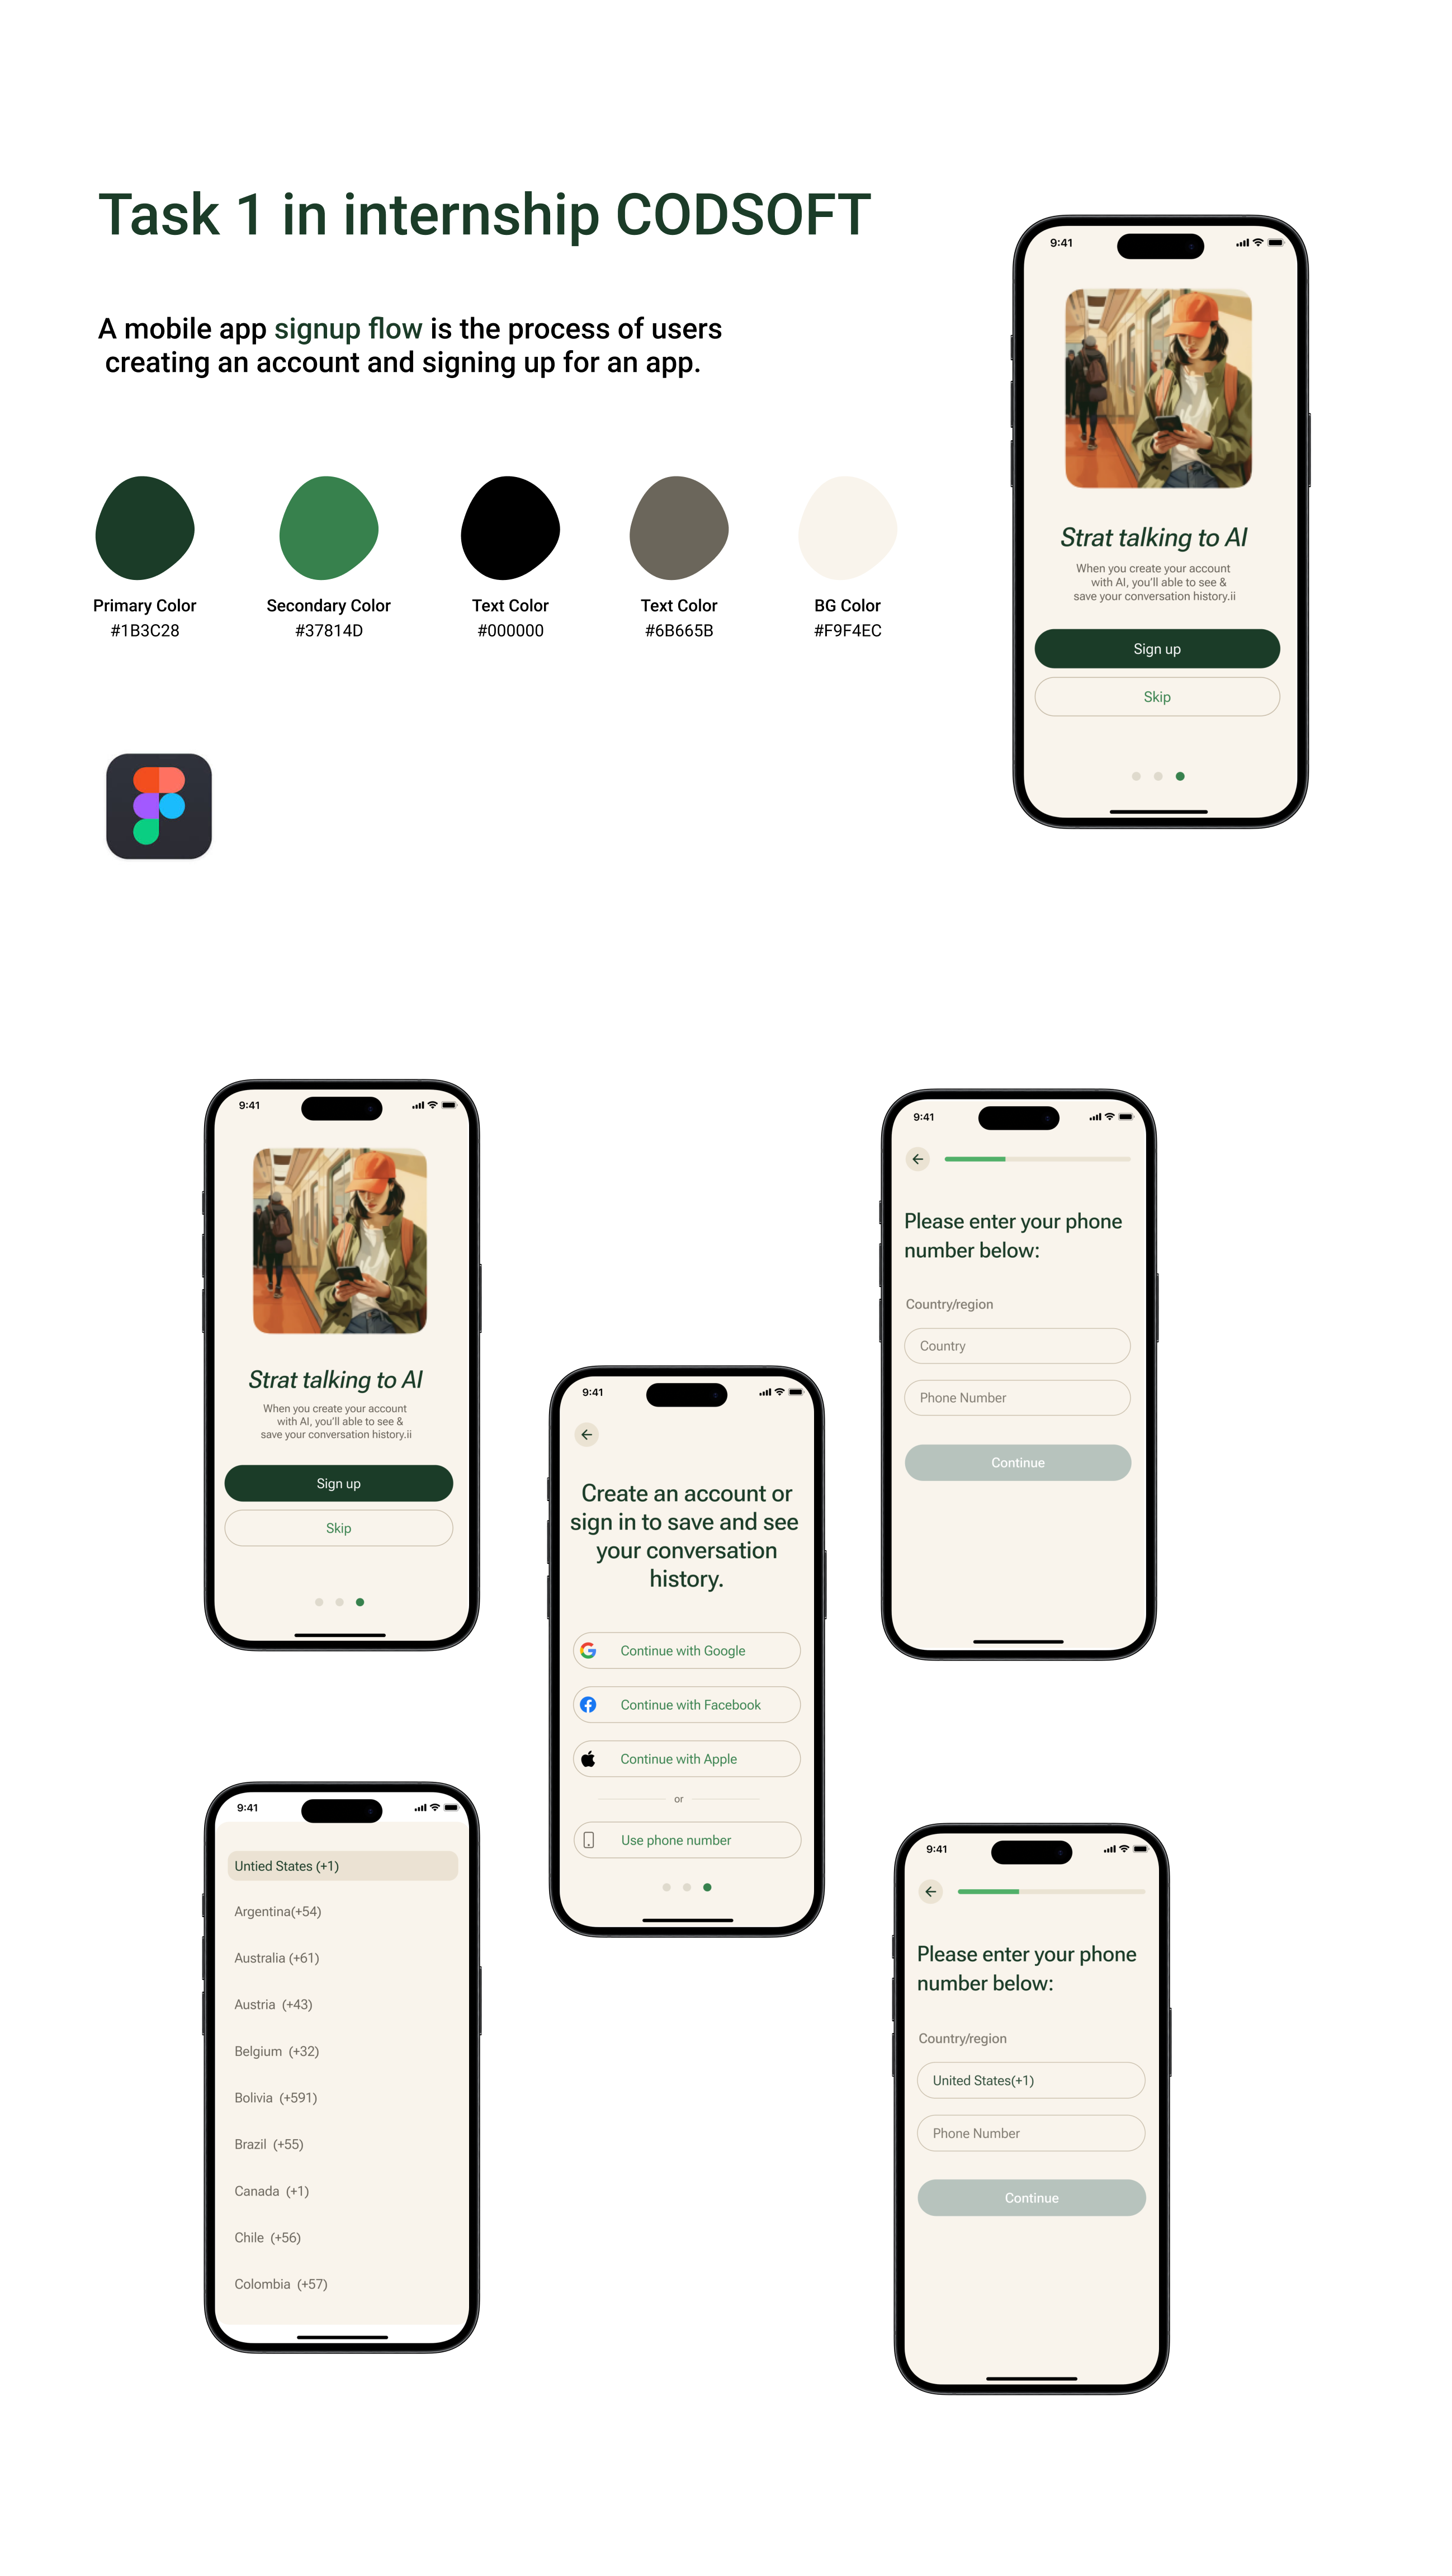 Task 1 in internship CODSOFT
A mobile app signup flow is the process of users
creating an account and signing up for an app.
Primary Color
#1B3C28
Secondary Color
#37814D
Text Color
#000000
Text Color
#6B665B
BG Color
#F9F4EC
9:41
Strat talking to AI
When you create your account
with AI, you'll able to see &
save your conversation history.ii
Sign up
Skip
9:41
Strat talking to AI
When you create your account
with AI, you'll able to see &
save your conversation history.ii
Sign up
Skip
9:41
Create an account or
sign in to save and see
your conversation
history.
Continue with Google
Continue with Facebook
Continue with Apple
or
Use phone number
9:41
Please enter your phone
number below:
Country/region
Country
Phone Number
Continue
9:41
Untied States (+1)
Argentina(+54)
Australia (+61)
Austria (+43)
Belgium (+32)
Bolivia (+591)
Brazil (+55)
Canada (+1)
Chile (+56)
Colombia (+57)
9:41
Please enter your phone
number below:
Country/region
United States(+1)
Phone Number
Continue